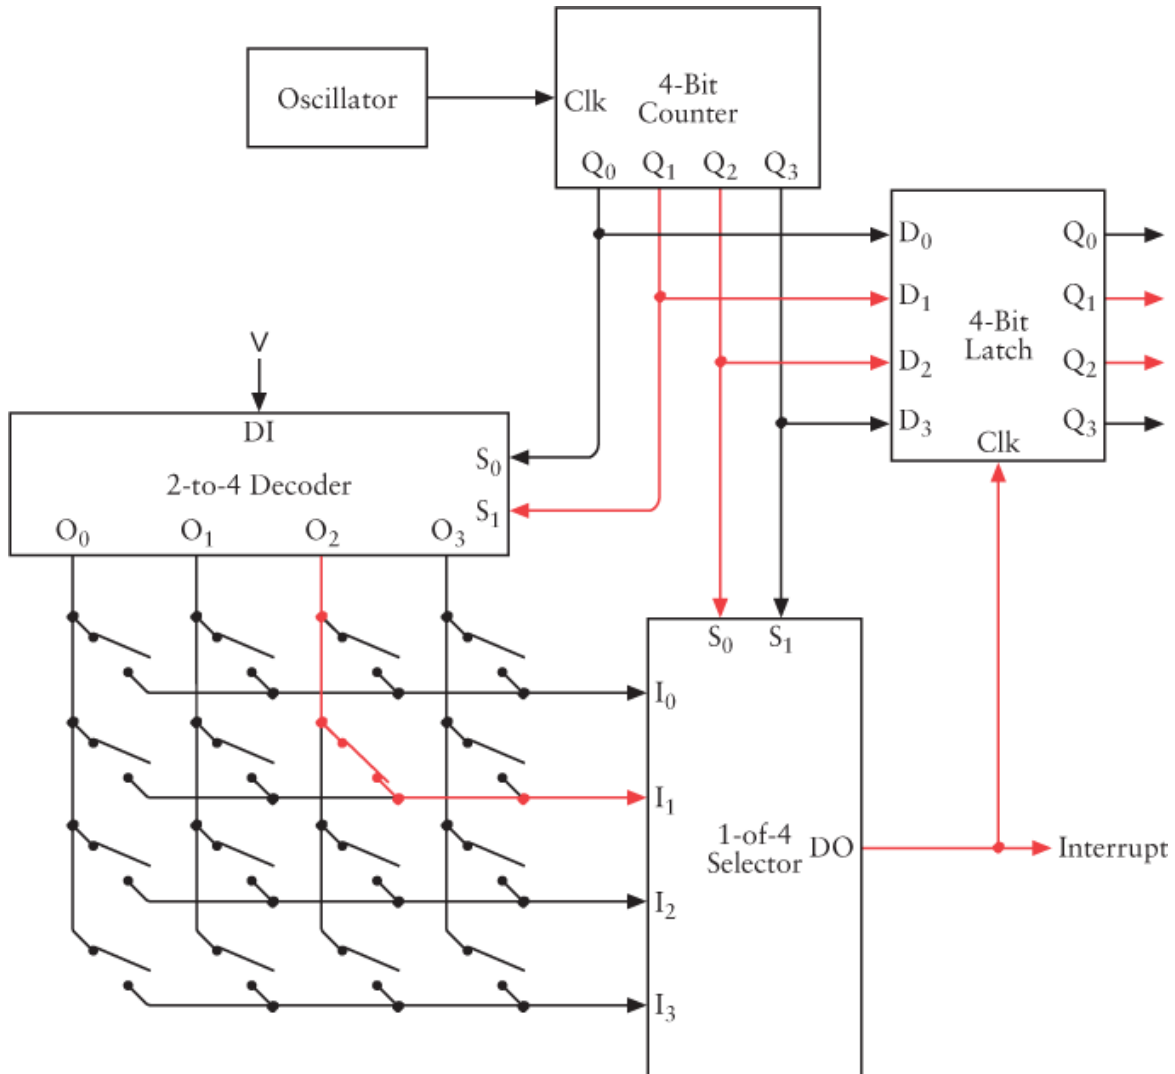 Oscillator
Clk
4-Bit
Counter
Q0 Q1 Q2 Q3
D0
D1
D2
D3
4-Bit
Latch
Clk
Q0
Q1
Q2
Q3
V
DI
2-to-4 Decoder
S0
S1
O0 O1 O2 O3
S0 S1
I0
I1
I2
I3
1-of-4
Selector
DO
Interrupt